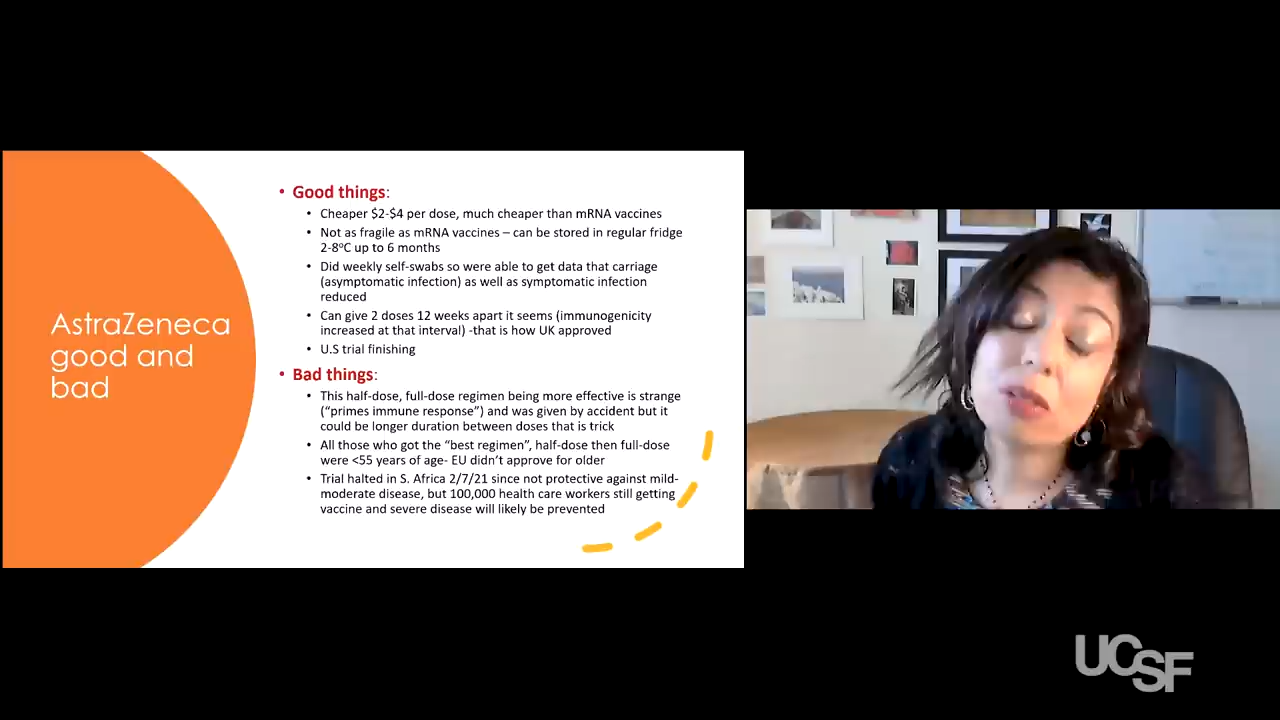 AstraZeneca
good and
bad
• Good things:
• Cheaper $2-$4 per dose, much cheaper than mRNA vaccines
• Not as fragile as mRNA vaccines – can be stored in regular fridge
2-8°C up to 6 months
• Did weekly self-swabs so were able to get data that carriage
(asymptomatic infection) as well as symptomatic infection
reduced
• Can give 2 doses 12 weeks apart it seems (immunogenicity
increased at that interval) -that is how UK approved
• U.S trial finishing
• Bad things:
• This half-dose, full-dose regimen being more effective is strange
(“primes immune response”) and was given by accident but it
could be longer duration between doses that is trick
• All those who got the “best regimen”, half-dose then full-dose
were <55 years of age- EU didn’t approve for older
• Trial halted in S. Africa 2/7/21 since not protective against mild-
moderate disease, but 100,000 health care workers still getting
vaccine and severe disease will likely be prevented
UCSF